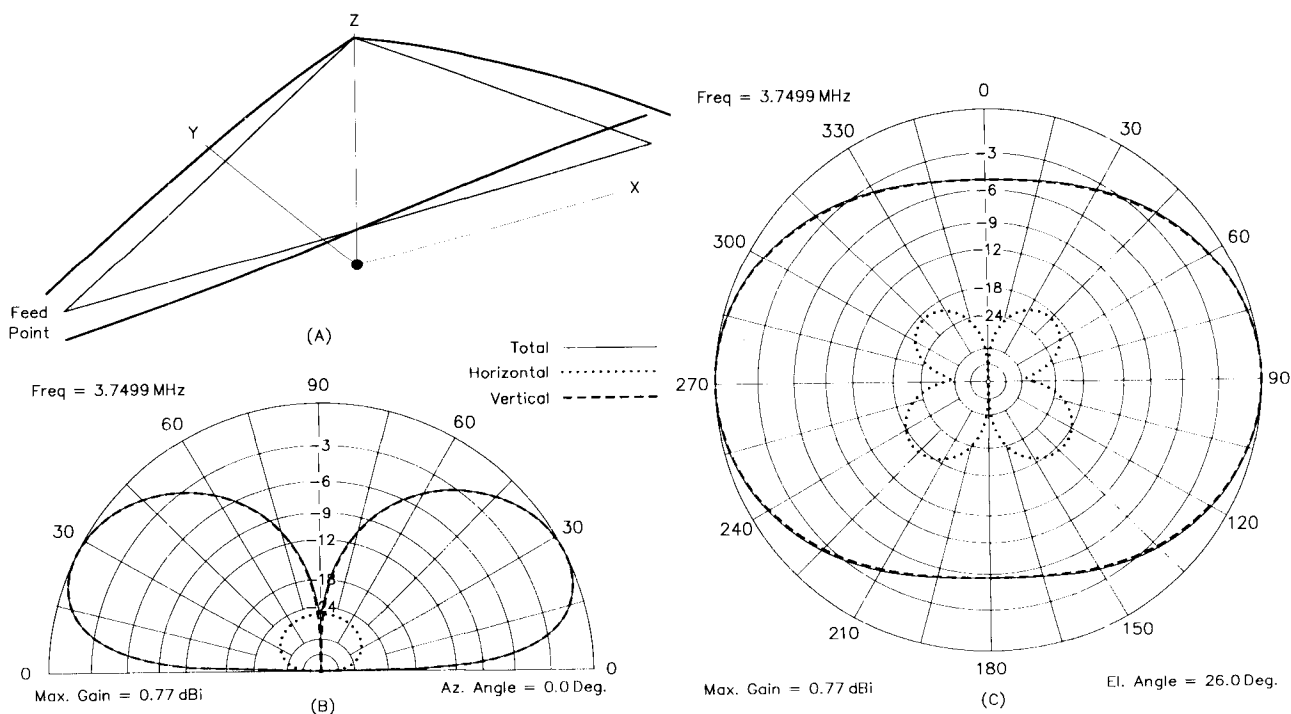 Z
Y
X
Feed
Point
(A)
Total
Horizontal
Vertical
Freq = 3.7499 MHz
90
60
60
30
30
0
0
-3
-6
-9
-12
-18
-24
Max. Gain = 0.77 dBi
(B)
Az. Angle = 0.0 Deg.
Freq = 3.7499 MHz
0
330
30
300
60
270
90
240
120
210
150
180
-3
-6
-9
-12
-18
-24
Max. Gain = 0.77 dBi
(C)
El. Angle = 26.0 Deg.